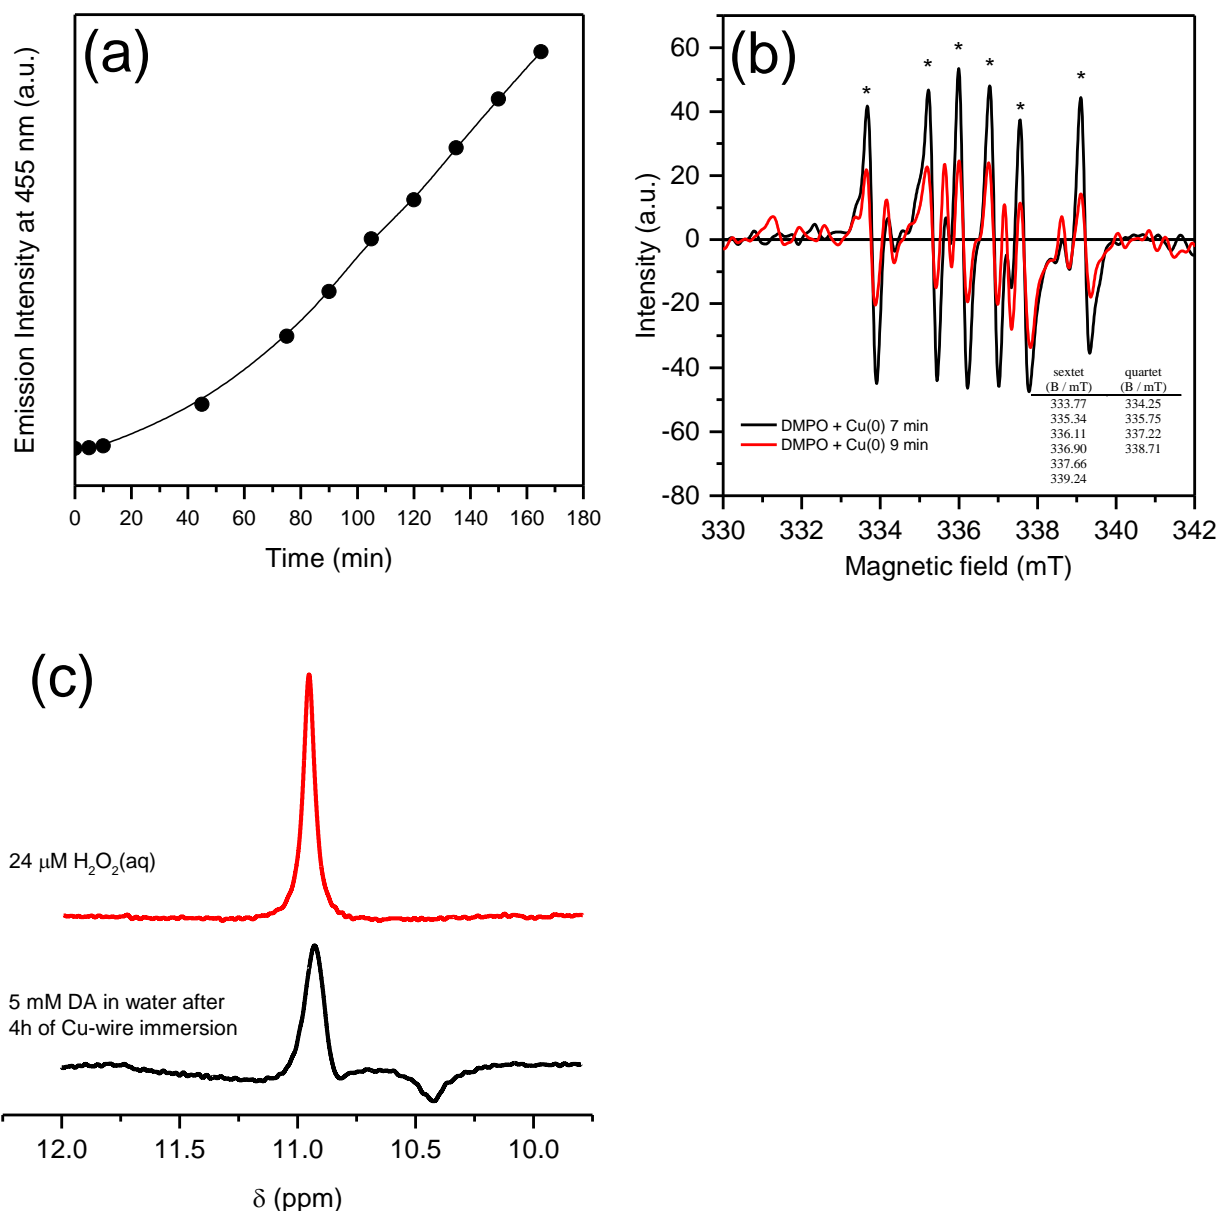 (a)
Emission Intensity at 455 nm (a.u.)
0 20 40 60 80 100 120 140 160 180
Time (min)
(b)
Intensity (a.u.)
60
40
20
0
-20
-40
-60
-80
* * * * * *
DMPO + Cu(0) 7 min
DMPO + Cu(0) 9 min
sextet quartet
(B / mT) (B / mT)
333.77 334.25
335.34 335.75
336.11 337.22
336.90 338.71
337.66
339.24
330 332 334 336 338 340 342
Magnetic field (mT)
(c)
24 μM H₂O₂(aq)
5 mM DA in water after
4h of Cu-wire immersion
12.0 11.5 11.0 10.5 10.0
δ (ppm)